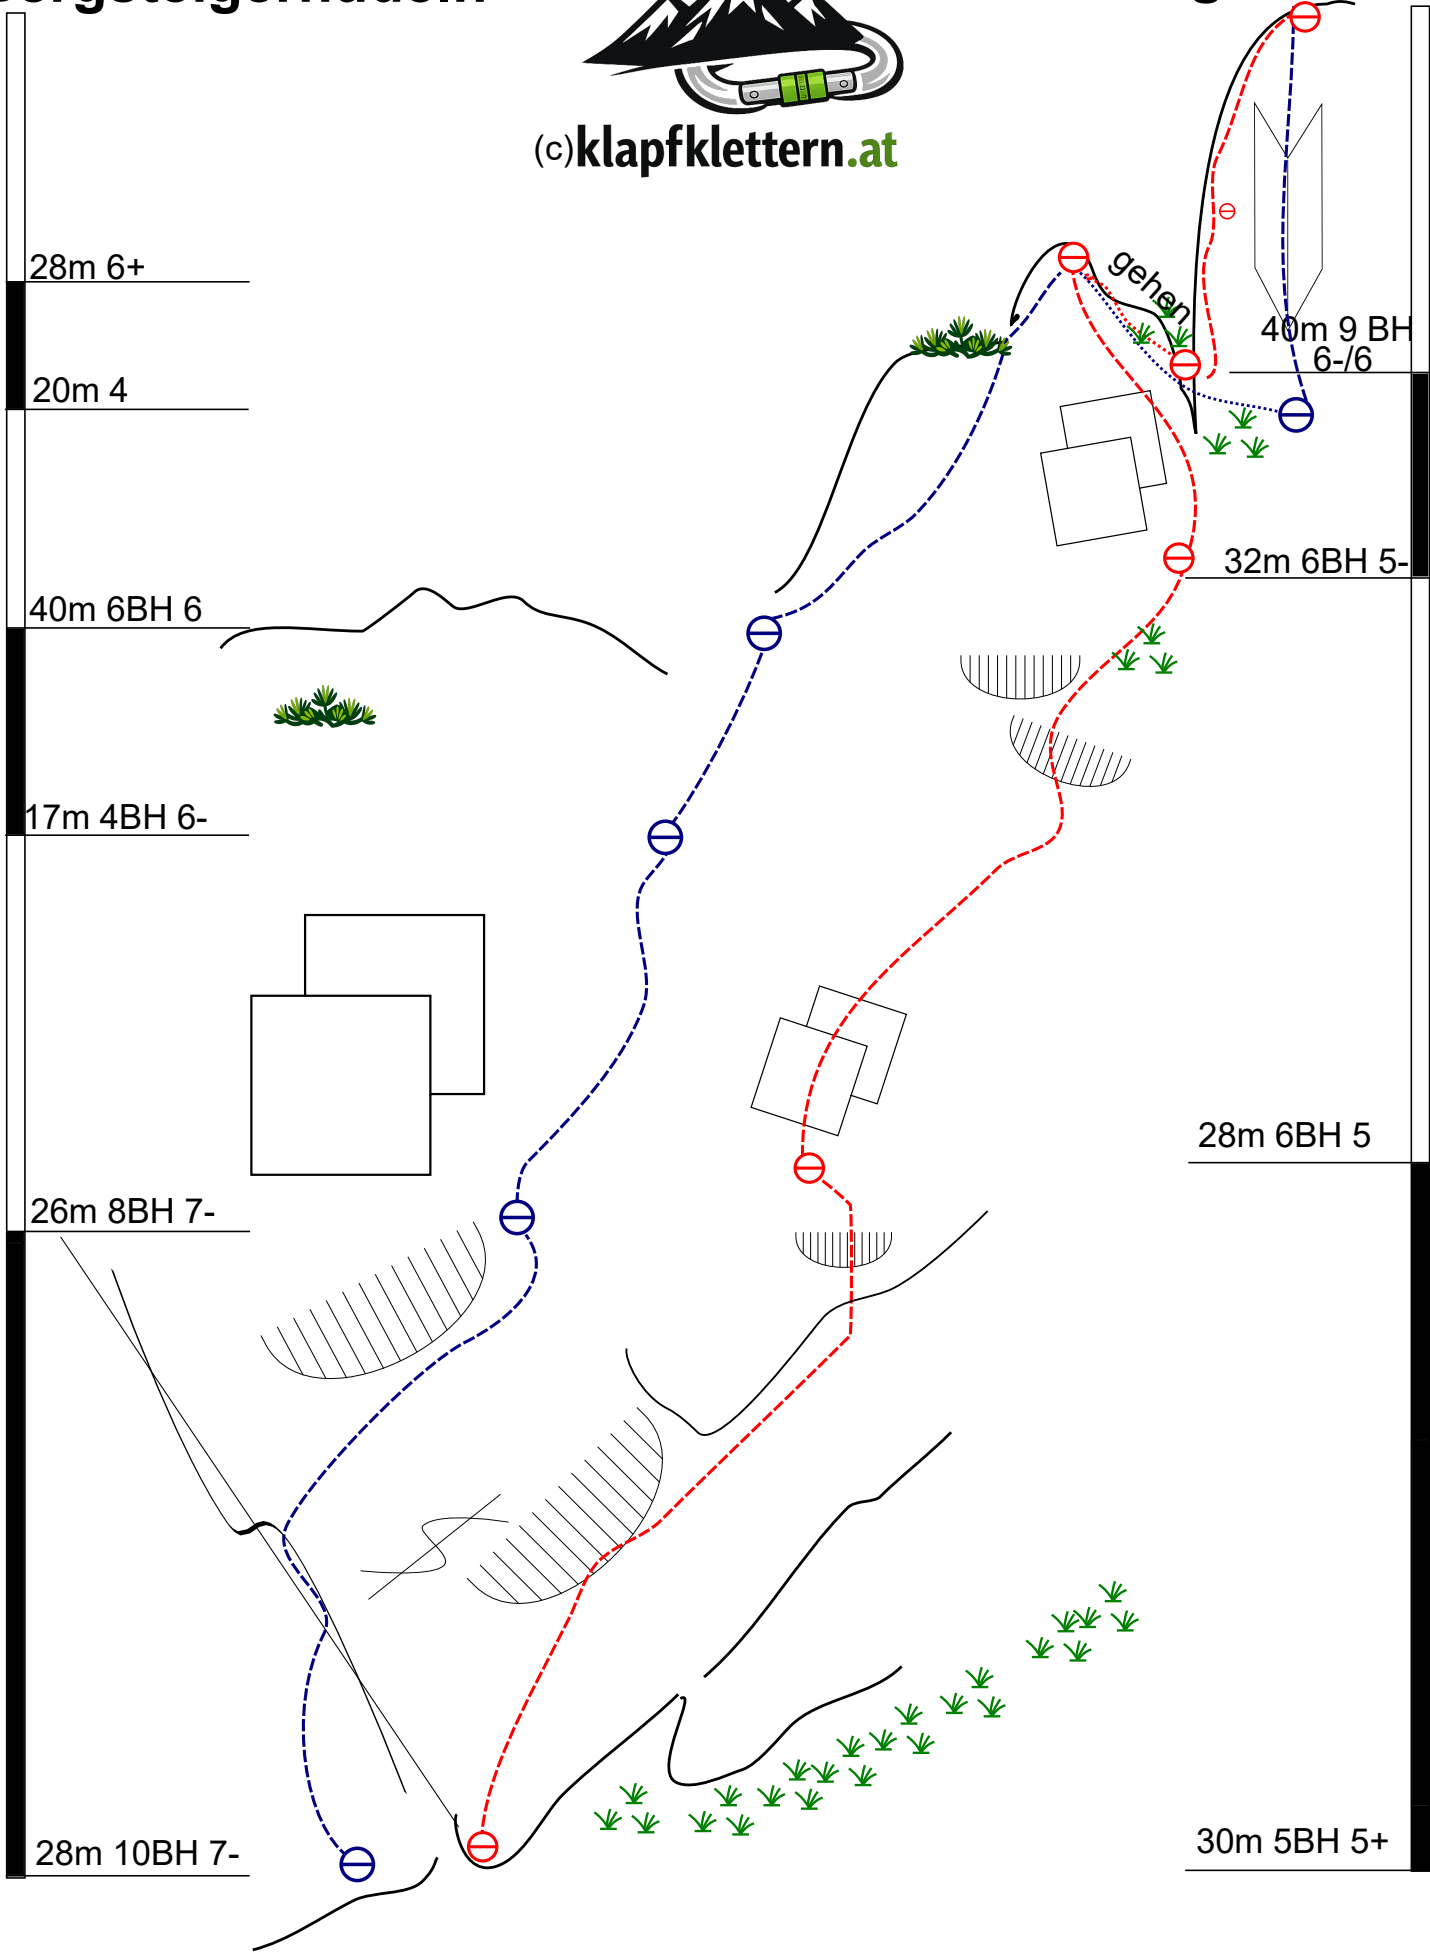 (c)klapfklettern.at
gehen
28m 6+
40m 9 BH
6-/6
20m 4
32m 6BH 5-
40m 6BH 6
17m 4BH 6-
28m 6BH 5
26m 8BH 7-
30m 5BH 5+
28m 10BH 7-